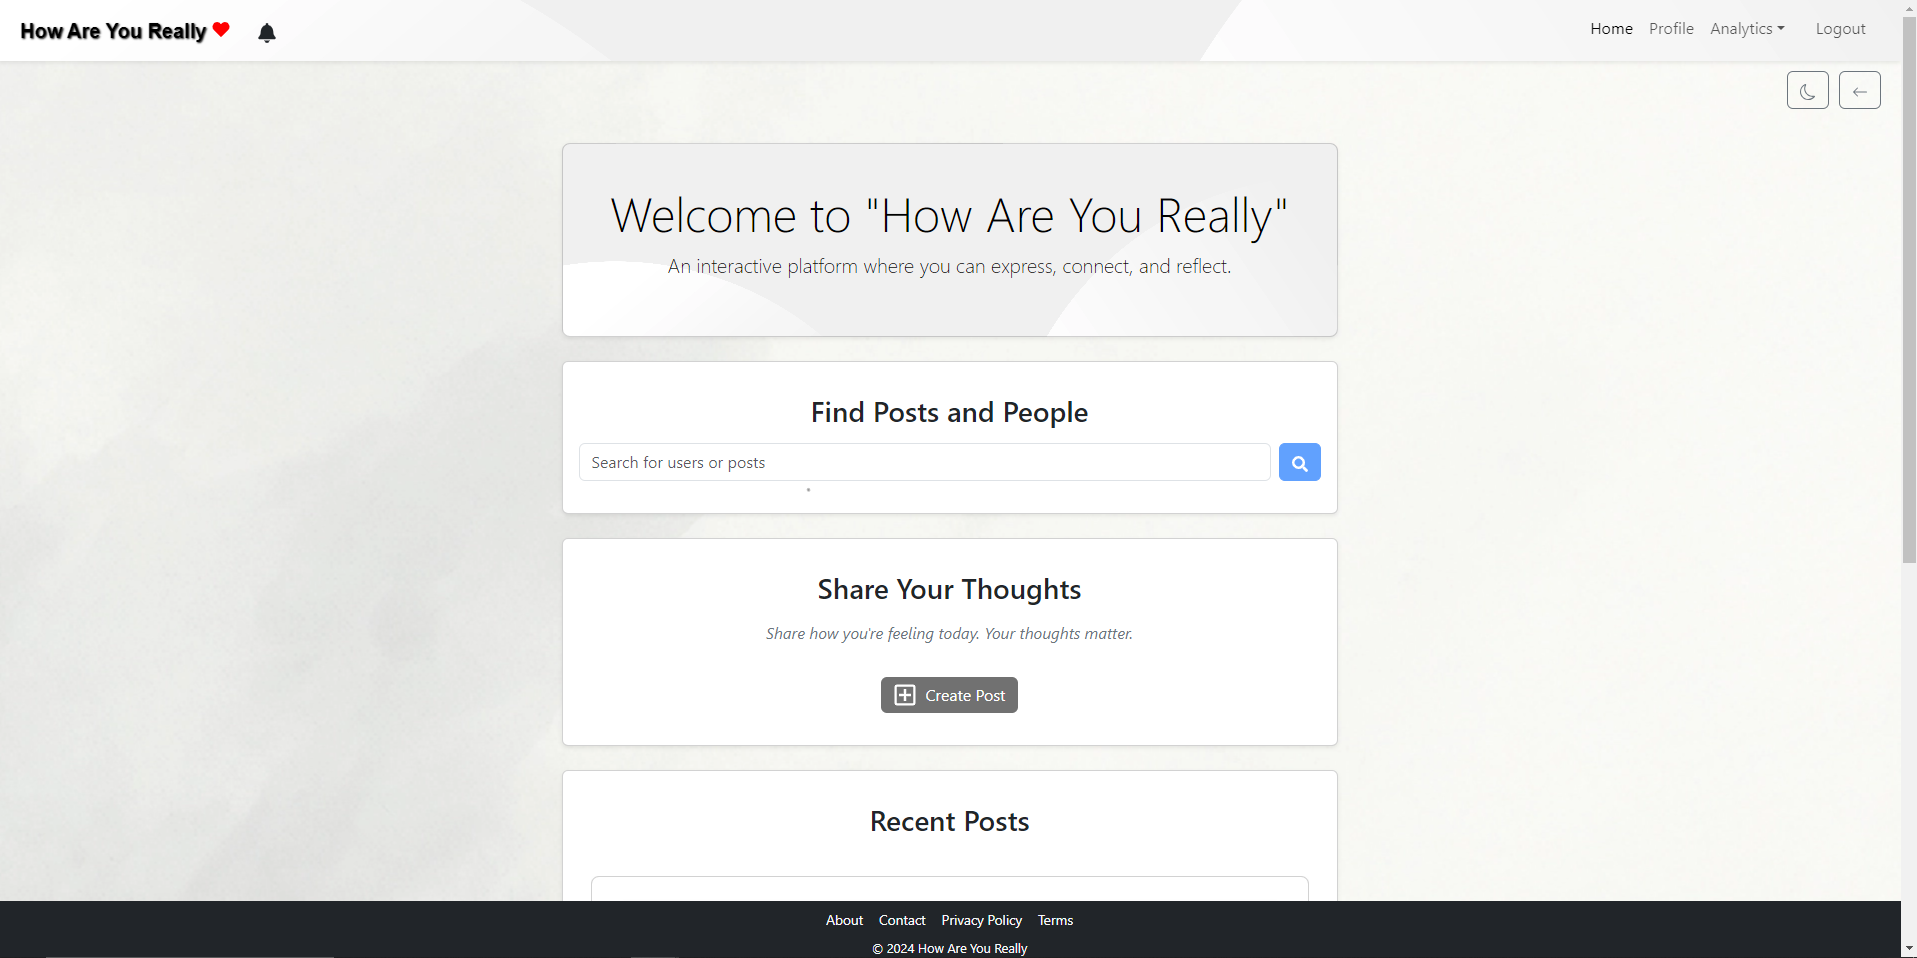 How Are You Really
Home Profile Analytics Logout
Welcome to "How Are You Really"
An interactive platform where you can express, connect, and reflect.
Find Posts and People
Search for users or posts
Share Your Thoughts
Share how you're feeling today. Your thoughts matter.
Create Post
Recent Posts
About Contact Privacy Policy Terms
© 2024 How Are You Really